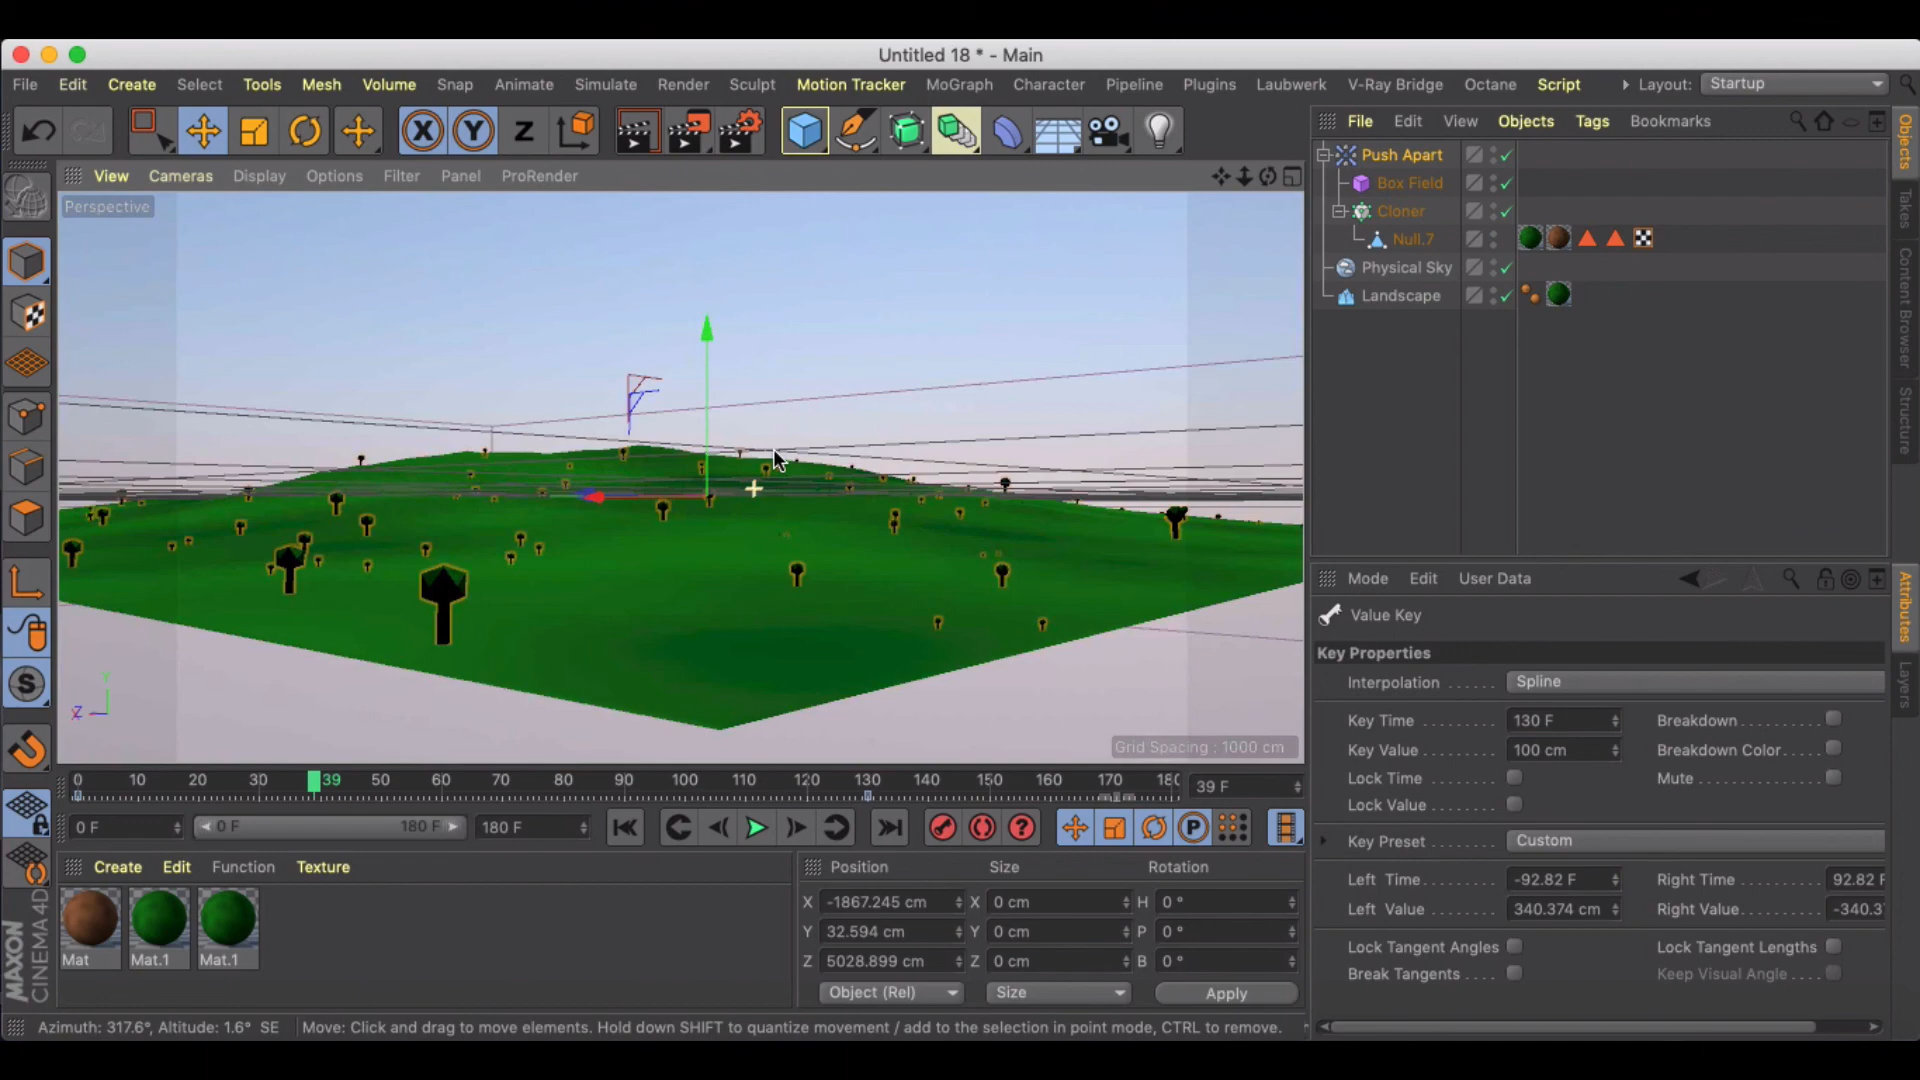 Untitled 18 * - Main
File Edit Create Select Tools Mesh Volume Snap Animate Simulate Render Sculpt Motion Tracker MoGraph Character Pipeline Plugins Laubwerk V-Ray Bridge Octane Script Layout: Startup
X Y Z
File Edit View Objects Tags Bookmarks
View Cameras Display Options Filter Panel ProRender
Perspective
Push Apart
Box Field
Cloner
Null.7
Physical Sky
Landscape
Objects
Takes
Content Browser
Structure
Grid Spacing : 1000 cm
Y
Z
0 10 20 30 39 50 60 70 80 90 100 110 120 130 140 150 160 170 180 39 F
0 F 0 F 180 F 180 F
Mode Edit User Data
Value Key
Key Properties
Interpolation ...... Spline
Key Time ........ 130 F Breakdown
Key Value ....... 100 cm Breakdown Color
Lock Time Mute
Lock Value
Key Preset Custom
Left Time -92.82 F Right Time 92.82 F
Left Value 340.374 cm Right Value -340.3
Lock Tangent Angles Lock Tangent Lengths
Break Tangents Keep Visual Angle
Attributes
Layers
Create Edit Function Texture
Mat Mat.1 Mat.1
Position Size Rotation
X -1867.245 cm X 0 cm H 0 °
Y 32.594 cm Y 0 cm P 0 °
Z 5028.899 cm Z 0 cm B 0 °
Object (Rel) Size Apply
MAXON
CINEMA 4D
Azimuth: 317.6°, Altitude: 1.6° SE Move: Click and drag to move elements. Hold down SHIFT to quantize movement / add to the selection in point mode, CTRL to remove.